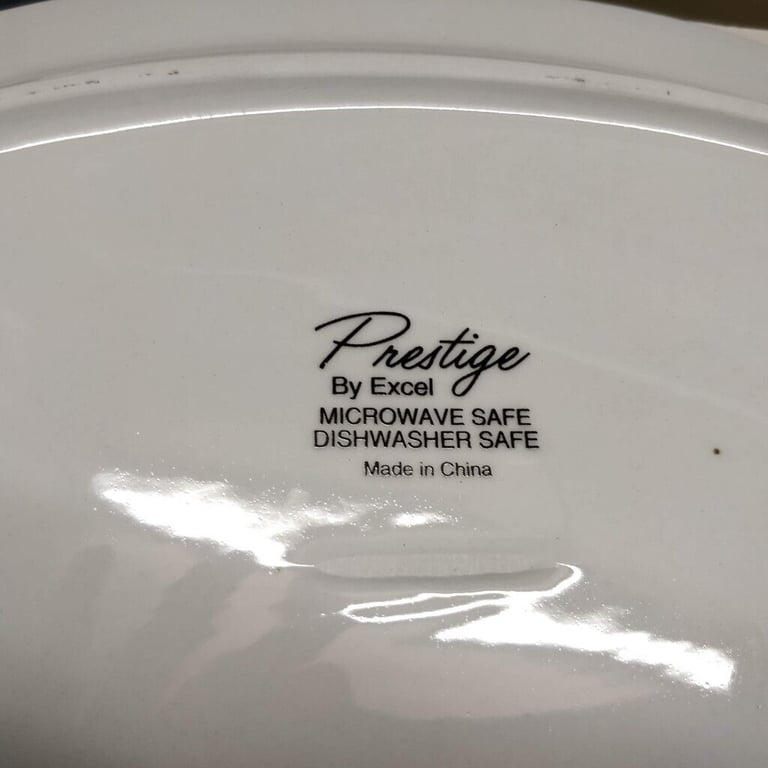 Prestige
By Excel
MICROWAVE SAFE
DISHWASHER SAFE
Made in China